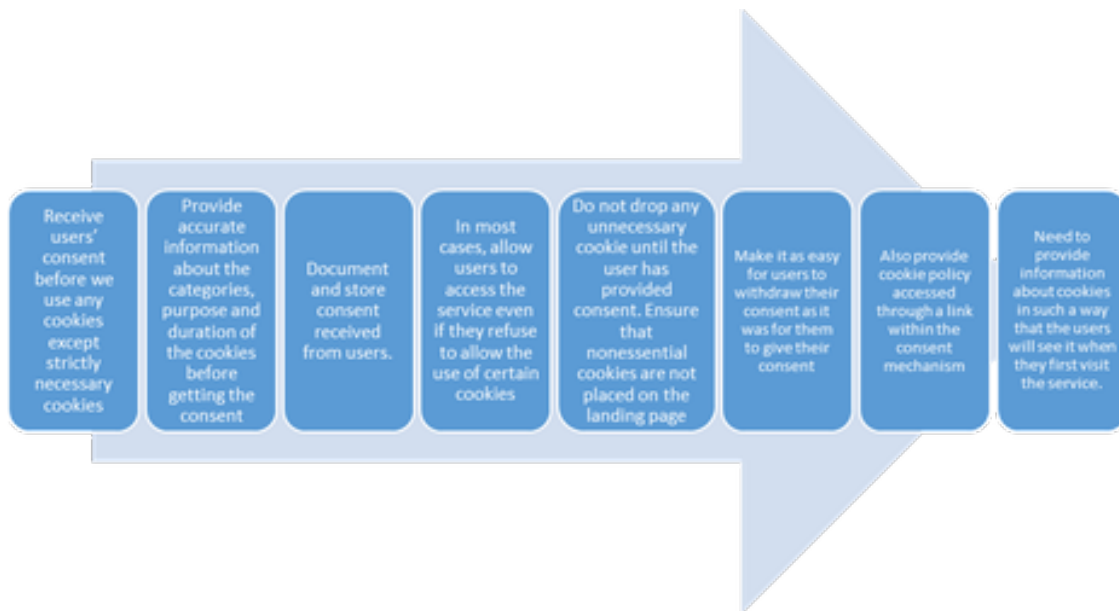 Receive
users'
consent
before we
use any
cookies
except
strictly
necessary
cookies
Provide
accurate
information
about the
categories,
purpose and
duration of
the cookies
before
getting the
consent
Document
and store
consent
received
from users.
In most
cases, allow
users to
access the
service even
if they refuse
to allow the
use of certain
cookies
Do not drop any
unnecessary
cookie until the
user has
provided
consent. Ensure
that
nonessential
cookies are not
placed on the
landing page
Make it as easy
for users to
withdraw their
consent as it
was for them
to give their
consent
Also provide
cookie policy
accessed
through a link
within the
consent
mechanism
Need to
provide
information
about cookies
in such a way
that the users
will see it when
they first visit
the service.